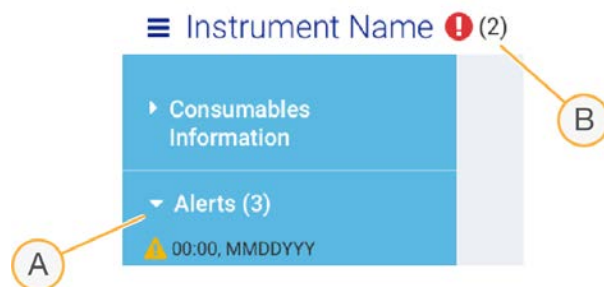 Instrument Name (2)
Consumables
Information
Alerts (3)
00:00, MMDDYYY
A
B